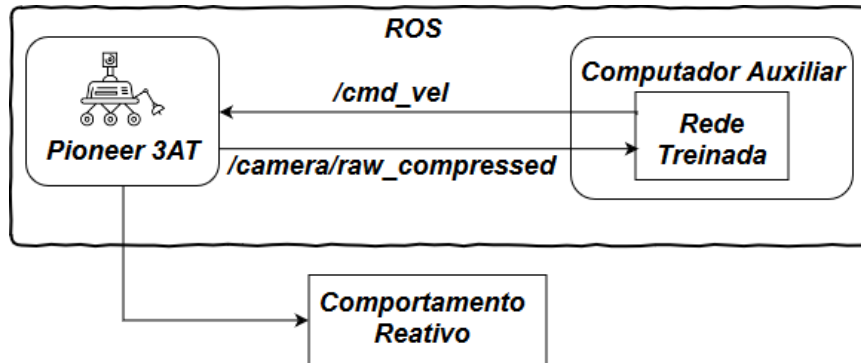 ROS
Computador Auxiliar
/cmd_vel
Rede
Treinada
Pioneer 3AT
/camera/raw_compressed
Comportamento
Reativo